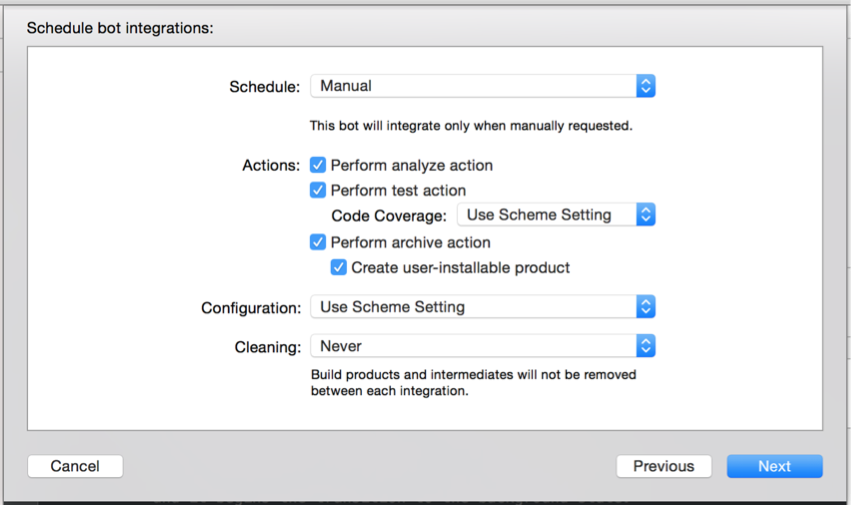 Schedule bot integrations:
Schedule: Manual
This bot will integrate only when manually requested.
Actions: Perform analyze action
Perform test action
Code Coverage: Use Scheme Setting
Perform archive action
Create user-installable product
Configuration: Use Scheme Setting
Cleaning: Never
Build products and intermediates will not be removed
between each integration.
Cancel Previous Next